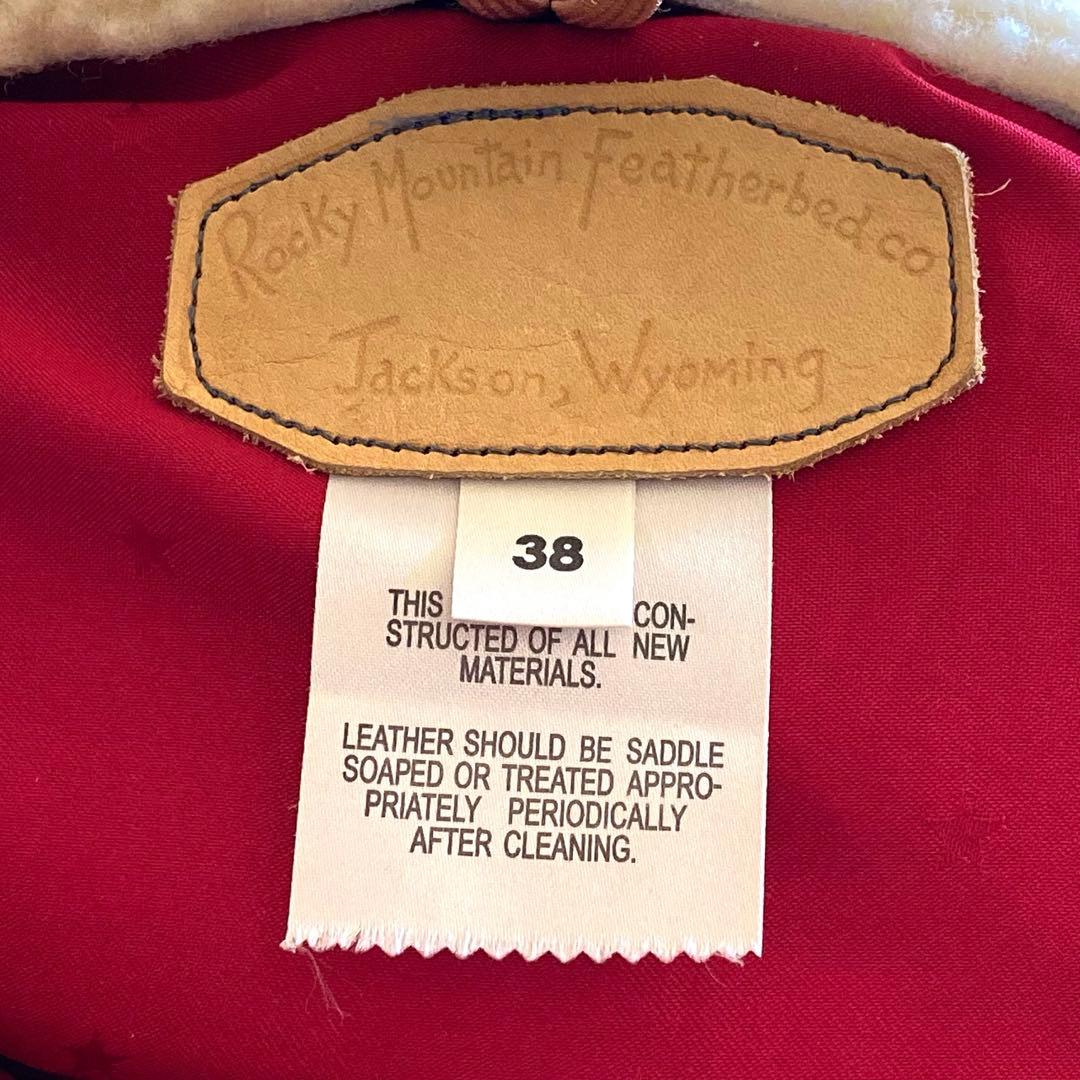 Rocky Mountain Featherbed co
Jackson, Wyoming
38
THIS CON-
STRUCTED OF ALL NEW
MATERIALS.
LEATHER SHOULD BE SADDLE
SOAPED OR TREATED APPRO-
PRIATELY PERIODICALLY
AFTER CLEANING.